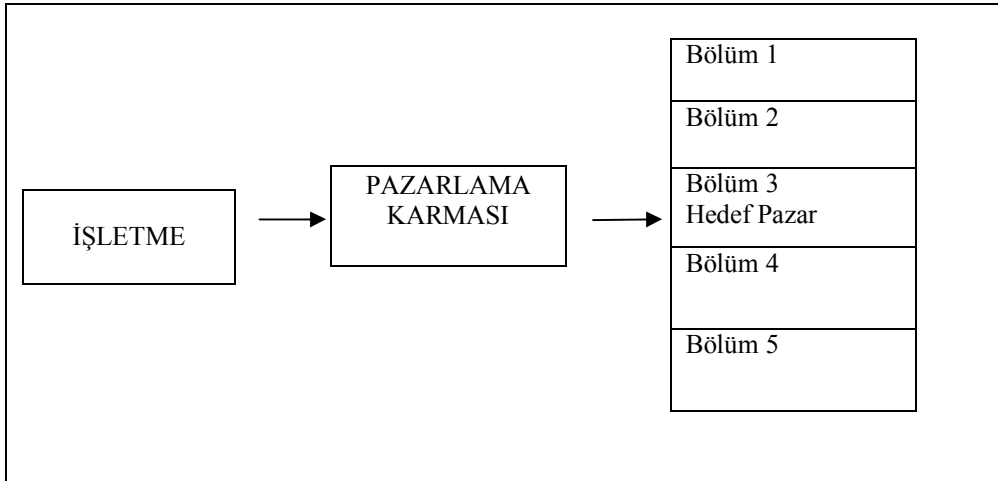 İŞLETME
PAZARLAMA
KARMASI
Bölüm 1
Bölüm 2
Bölüm 3
Hedef Pazar
Bölüm 4
Bölüm 5